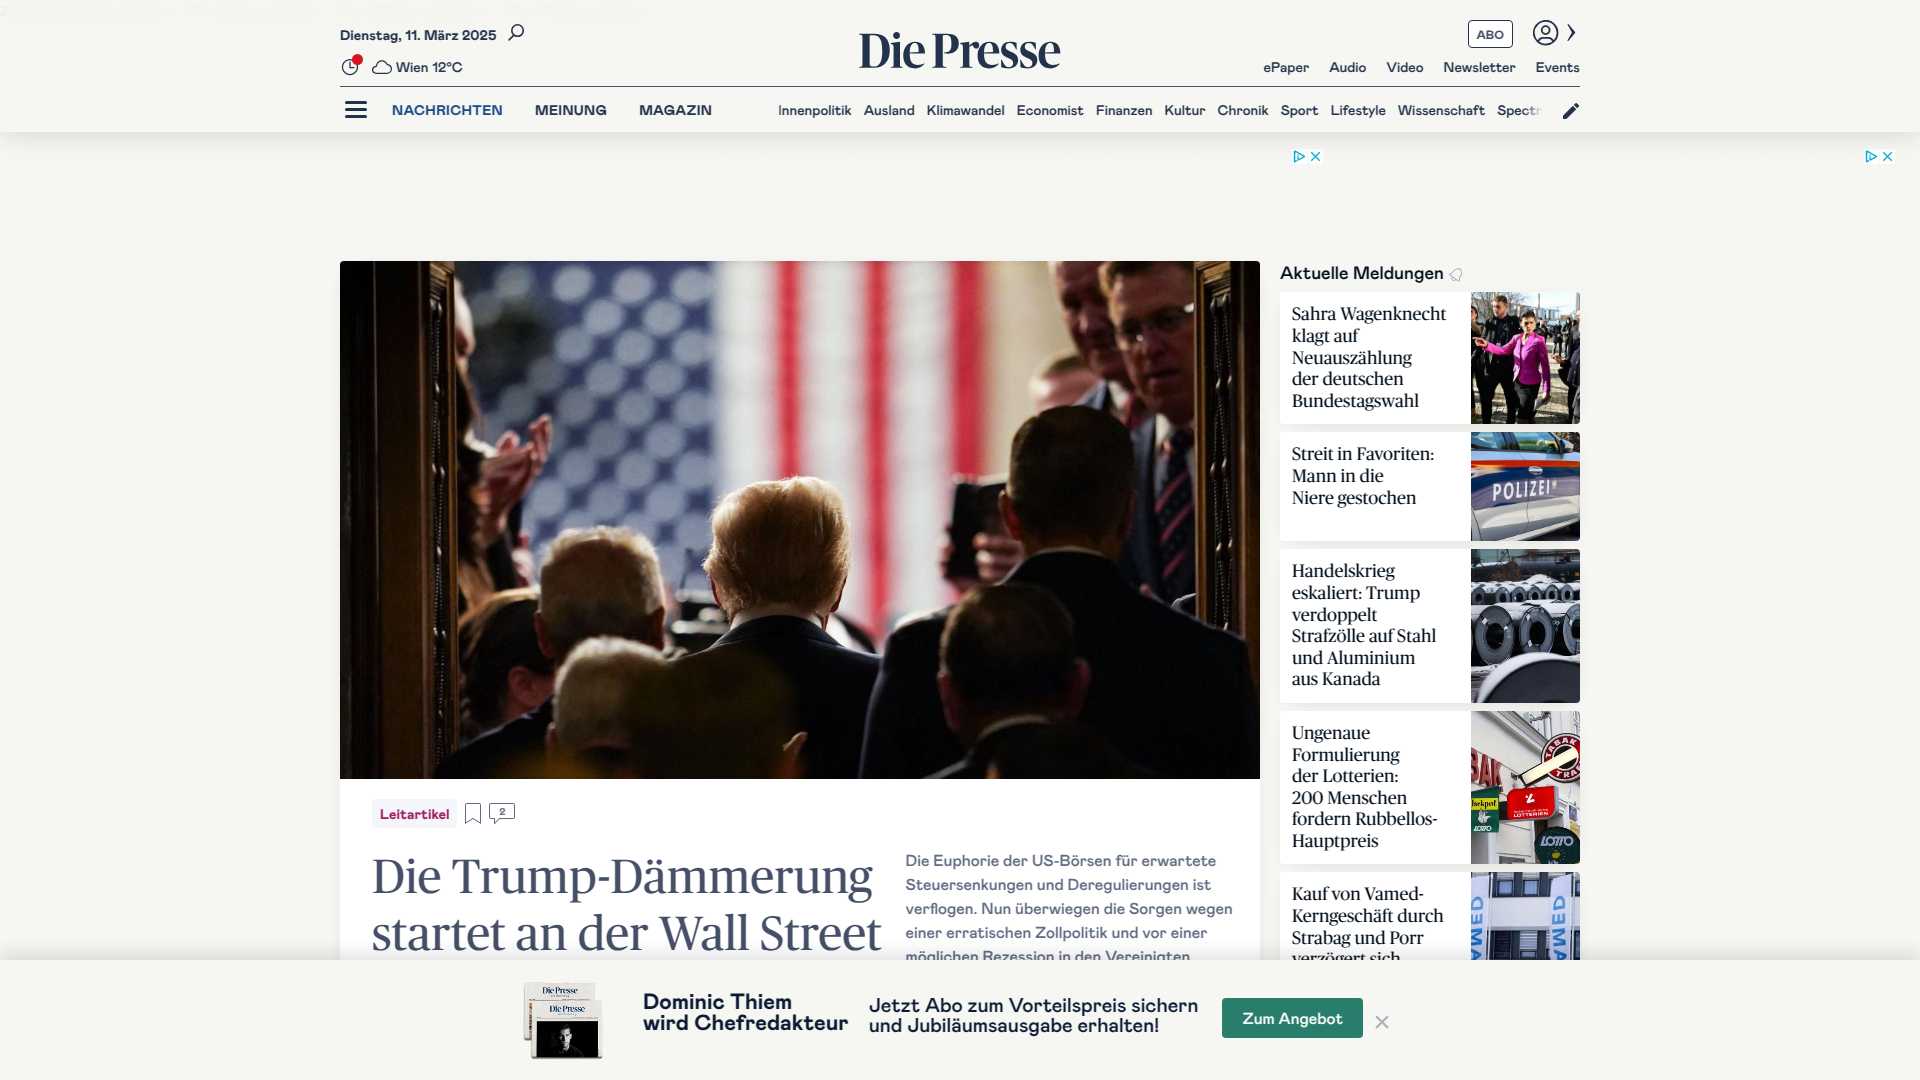 Dienstag, 11. März 2025
Die Presse
ABO
Wien 12°C
ePaper Audio Video Newsletter Events
NACHRICHTEN MEINUNG MAGAZIN
Innenpolitik Ausland Klimawandel Economist Finanzen Kultur Chronik Sport Lifestyle Wissenschaft Spectr
Aktuelle Meldungen
Sahra Wagenknecht
klagt auf
Neuauszählung
der deutschen
Bundestagswahl
Streit in Favoriten:
Mann in die
Niere gestochen
POLIZEI
Handelskrieg
eskaliert: Trump
verdoppelt
Strafzölle auf Stahl
und Aluminium
aus Kanada
Ungenaue
Formulierung
der Lotterien:
200 Menschen
fordern Rubbellos-
Hauptpreis
TABAK
LOTTERIEN
LOTTO
LOTTO
Kauf von Vamed-
Kerngeschäft durch
Strabag und Porr
verzögert sich
AMED
Leitartikel
2
Die Trump-Dämmerung
startet an der Wall Street
Die Euphorie der US-Börsen für erwartete
Steuersenkungen und Deregulierungen ist
verflogen. Nun überwiegen die Sorgen wegen
einer erratischen Zollpolitik und vor einer
möglichen Rezession in den Vereinigten
Die Presse
Die Presse
Dominic Thiem
wird Chefredakteur
Jetzt Abo zum Vorteilspreis sichern
und Jubiläumsausgabe erhalten!
Zum Angebot